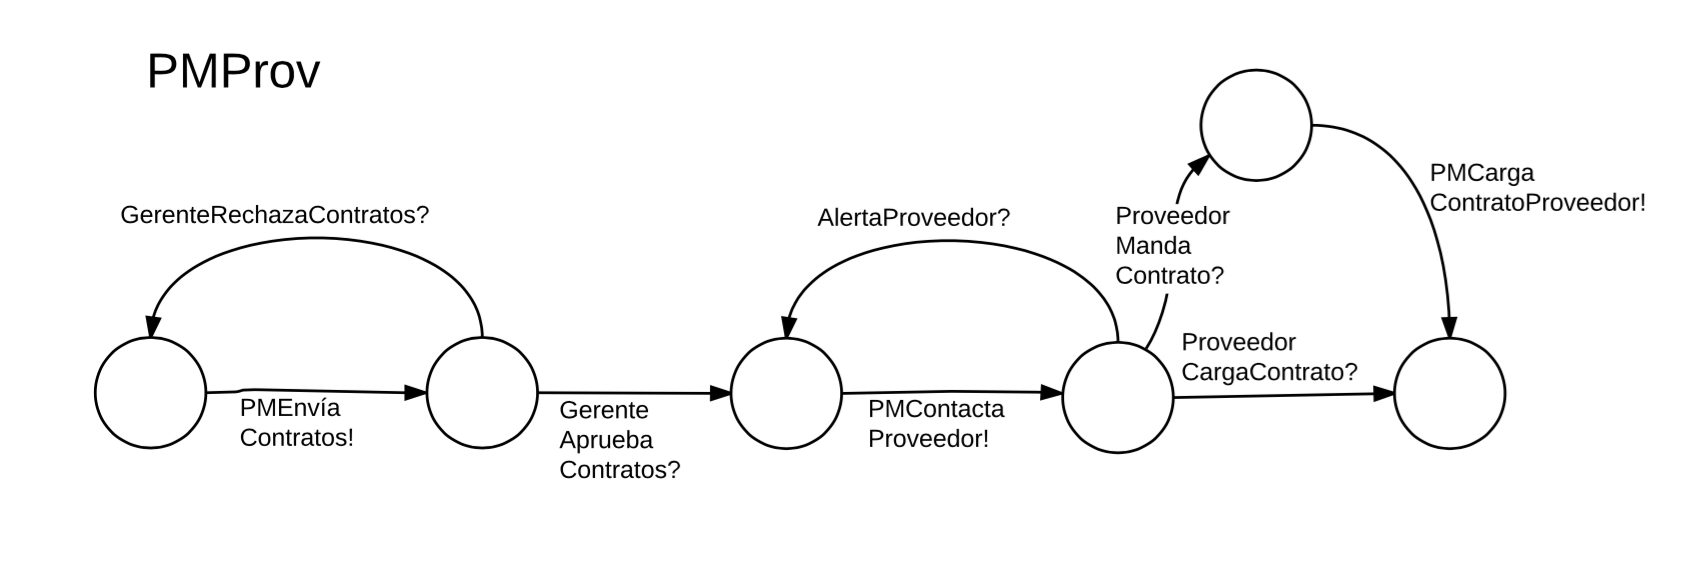 PMProv
GerenteRechazaContratos?
PMEnvía
Contratos!
Gerente
Aprueba
Contratos?
AlertaProveedor?
PMContacta
Proveedor!
Proveedor
Manda
Contrato?
Proveedor
CargaContrato?
PMCarga
ContratoProveedor!